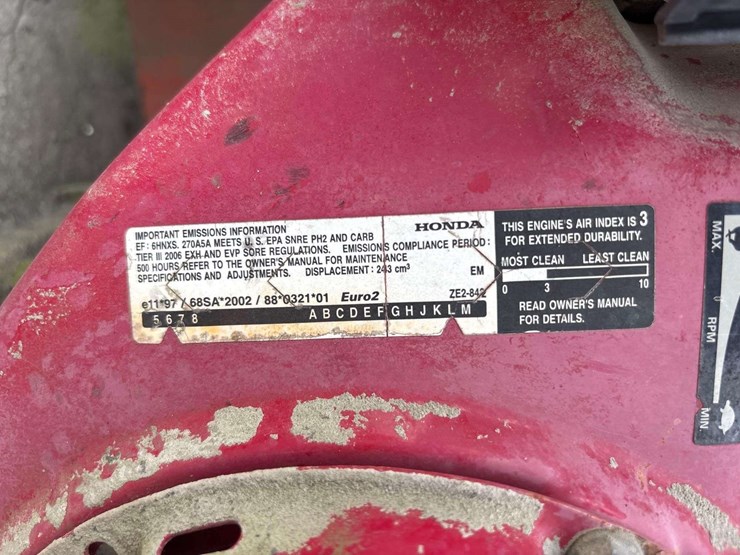 IMPORTANT EMISSIONS INFORMATION
HONDA
EF: 6HNXS. 270A5A MEETS U. S. EPA SNRE PH2 AND CARB
TIER III 2006 EXH AND EVP SORE REGULATIONS. EMISSIONS COMPLIANCE PERIOD:
500 HOURS REFER TO THE OWNER'S MANUAL FOR MAINTENANCE
SPECIFICATIONS AND ADJUSTMENTS. DISPLACEMENT: 243 cm³ EM
e11*97 / 68SA*2002 / 88*0321*01 Euro2 ZE2-842
5 6 7 8 A B C D E F G H J K L M
THIS ENGINE'S AIR INDEX IS 3
FOR EXTENDED DURABILITY.
MOST CLEAN LEAST CLEAN
0 3 10
READ OWNER'S MANUAL
FOR DETAILS.
MAX.
RPM
MIN.